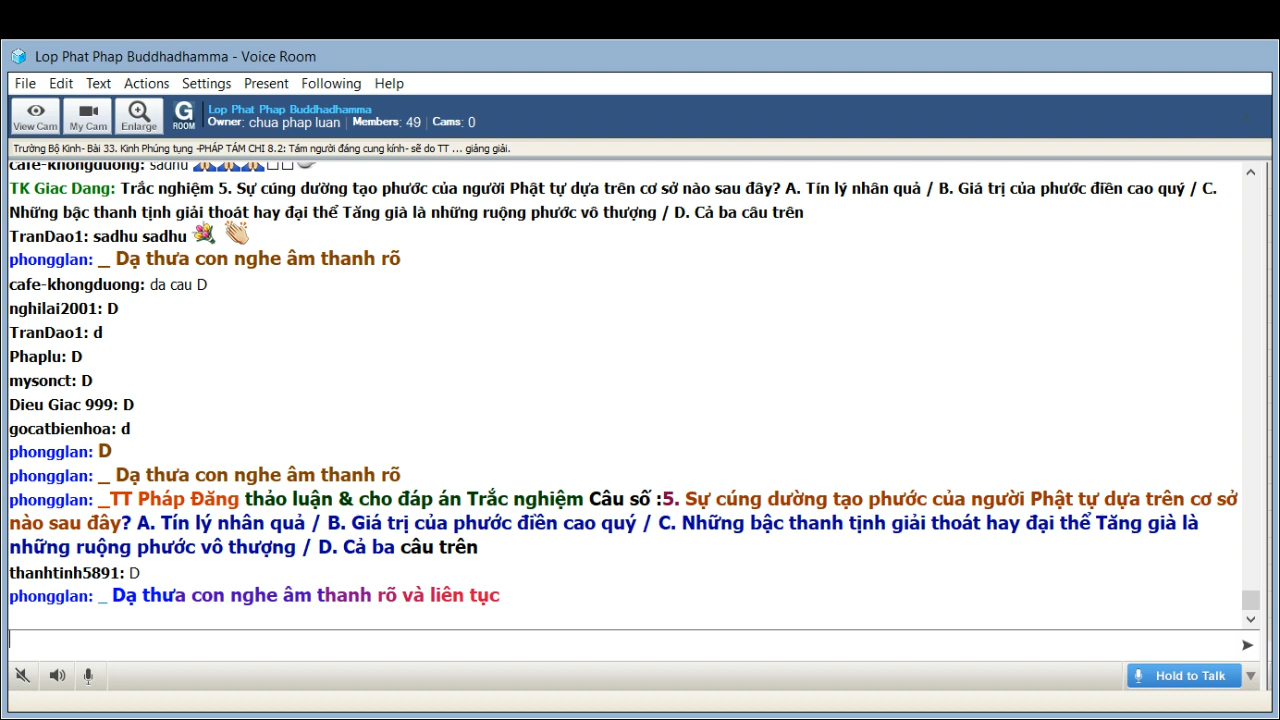 Lop Phat Phap Buddhadhamma - Voice Room
File Edit Text Actions Settings Present Following Help
View Cam My Cam Enlarge G ROOM Lop Phat Phap Buddhadhamma
Owner: chua phap luan | Members: 49 | Cams: 0
Trường Bộ Kinh- Bài 33. Kinh Phúng tụng -PHÁP TÁM CHI 8.2: Tám người đáng cung kính- sẽ do TT ... giảng giải.
cafe-khongduong: sadhu
TK Giac Dang: Trắc nghiệm 5. Sự cúng dường tạo phước của người Phật tự dựa trên cơ sở nào sau đây? A. Tín lý nhân quả / B. Giá trị của phước điền cao quý / C.
Những bậc thanh tịnh giải thoát hay đại thể Tăng già là những ruộng phước vô thượng / D. Cả ba câu trên
TranDao1: sadhu sadhu
phongglan: _ Dạ thưa con nghe âm thanh rõ
cafe-khongduong: da cau D
nghilai2001: D
TranDao1: d
Phaplu: D
mysonct: D
Dieu Giac 999: D
gocatbienhoa: d
phongglan: D
phongglan: _ Dạ thưa con nghe âm thanh rõ
phongglan: _TT Pháp Đăng thảo luận & cho đáp án Trắc nghiệm Câu số :5. Sự cúng dường tạo phước của người Phật tự dựa trên cơ sở
nào sau đây? A. Tín lý nhân quả / B. Giá trị của phước điền cao quý / C. Những bậc thanh tịnh giải thoát hay đại thể Tăng già là
những ruộng phước vô thượng / D. Cả ba câu trên
thanhtinh5891: D
phongglan: _ Dạ thưa con nghe âm thanh rõ và liên tục
Hold to Talk